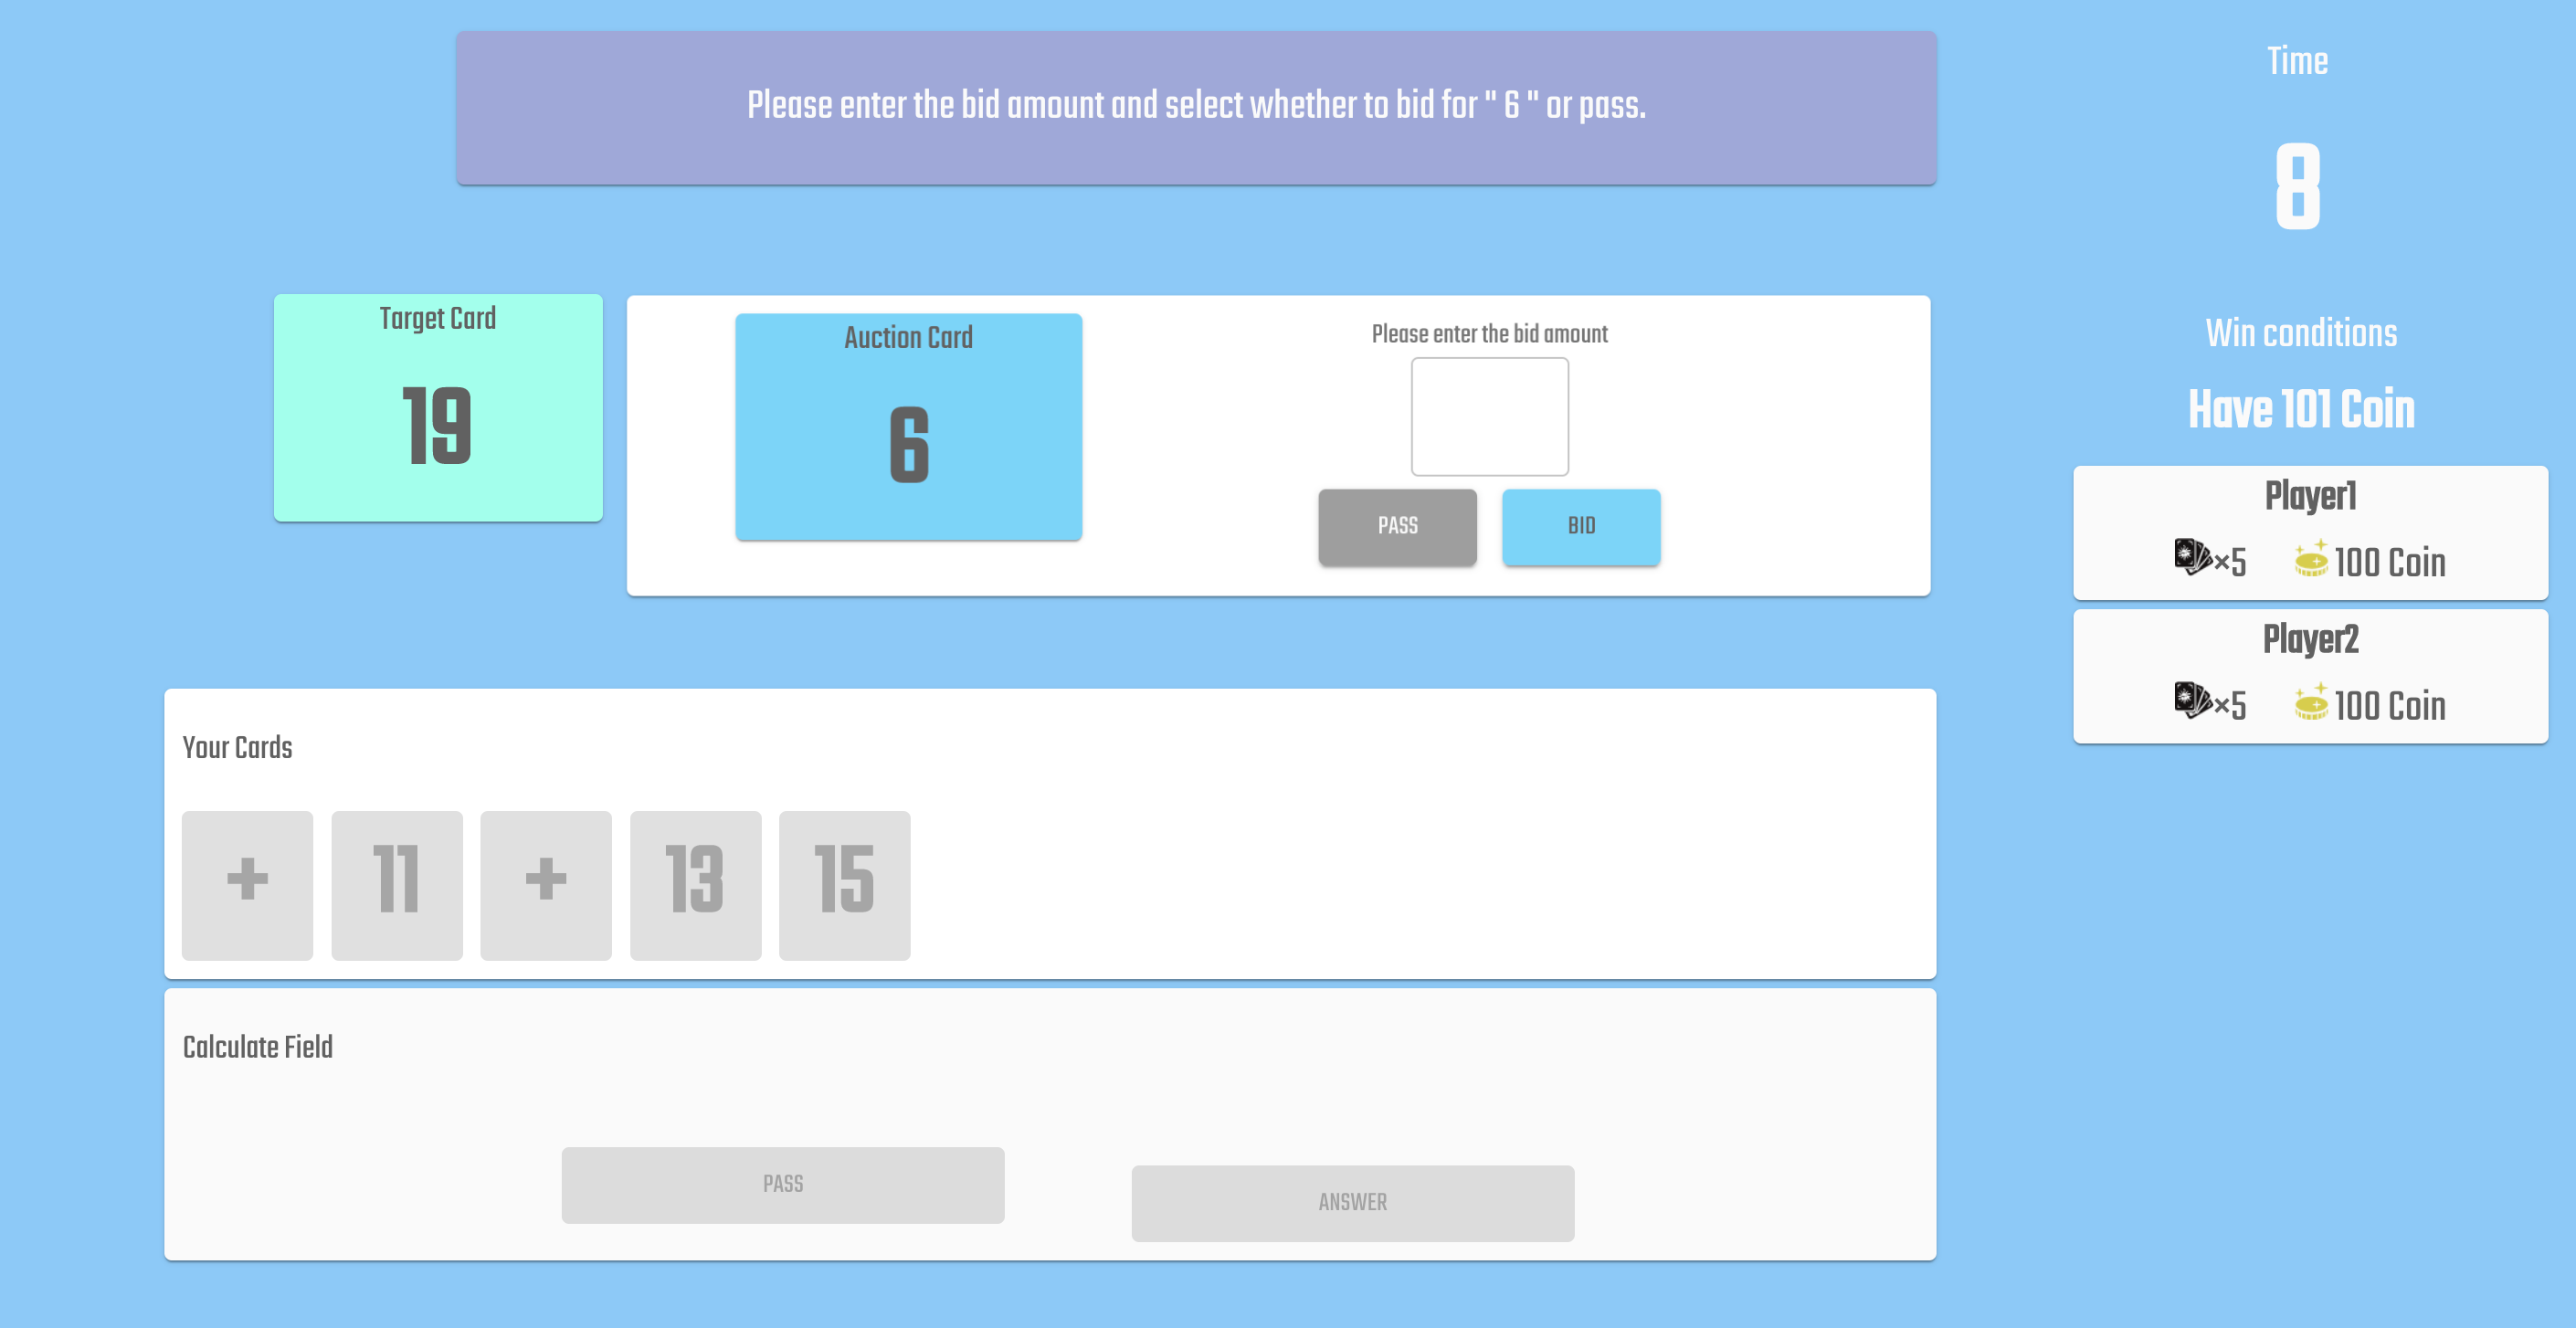 Please enter the bid amount and select whether to bid for " 6 " or pass.
Time
8
Target Card
19
Auction Card
6
Please enter the bid amount
PASS
BID
Win conditions
Have 101 Coin
Player1
×5 100 Coin
Player2
×5 100 Coin
Your Cards
+ 11 + 13 15
Calculate Field
PASS
ANSWER